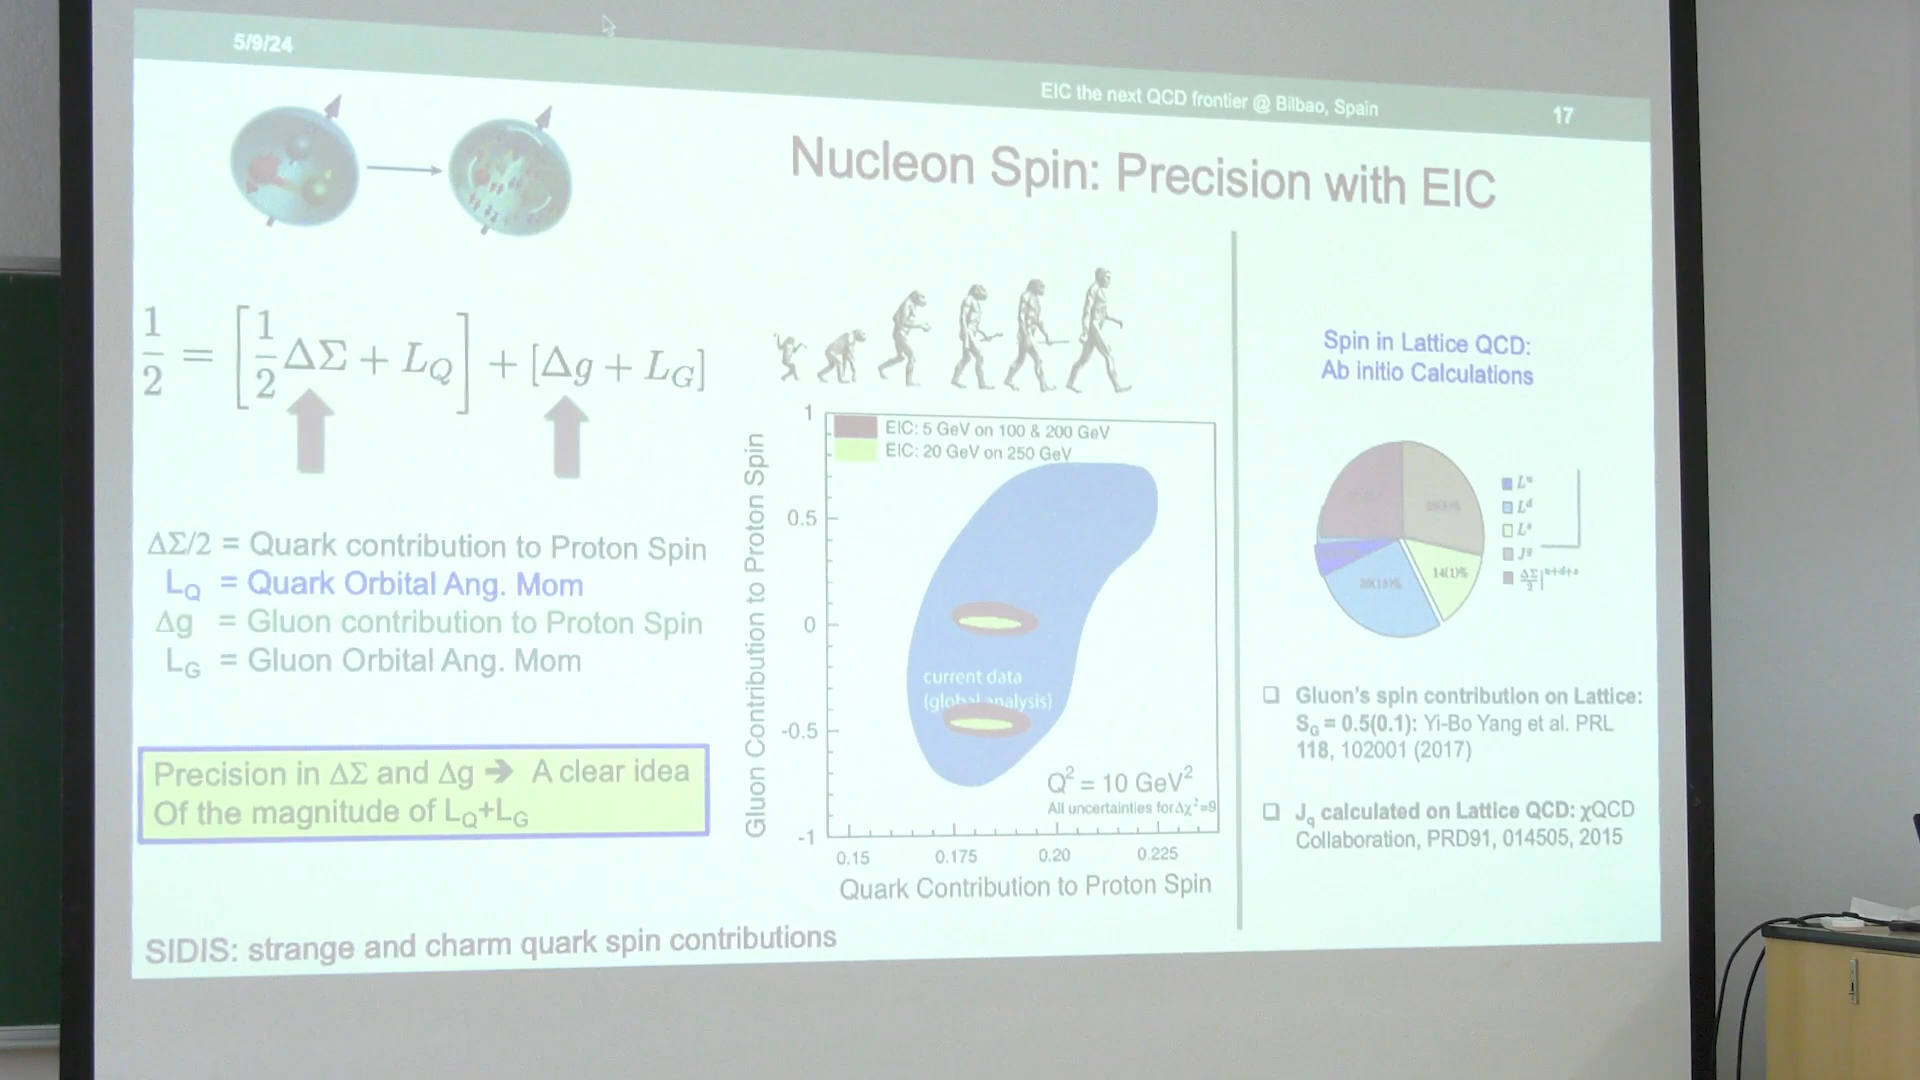 5/9/24
EIC the next QCD frontier @ Bilbao, Spain
17
Nucleon Spin: Precision with EIC
1/2 = [1/2 ΔΣ + L_Q] + [Δg + L_G]
ΔΣ/2 = Quark contribution to Proton Spin
L_Q = Quark Orbital Ang. Mom
Δg = Gluon contribution to Proton Spin
L_G = Gluon Orbital Ang. Mom
Precision in ΔΣ and Δg ➔ A clear idea
Of the magnitude of L_Q+L_G
SIDIS: strange and charm quark spin contributions
Gluon Contribution to Proton Spin
1
0.5
0
-0.5
-1
EIC: 5 GeV on 100 & 200 GeV
EIC: 20 GeV on 250 GeV
current data
(global analysis)
Q² = 10 GeV²
All uncertainties for Δχ²=9
0.15
0.175
0.20
0.225
Quark Contribution to Proton Spin
Spin in Lattice QCD:
Ab initio Calculations
14(1)%
L^u
L^d
L^s
J^g
ΔΣ/2|^u+d+s
❑ Gluon's spin contribution on Lattice:
S_G = 0.5(0.1): Yi-Bo Yang et al. PRL
118, 102001 (2017)
❑ J_q calculated on Lattice QCD: χQCD
Collaboration, PRD91, 014505, 2015